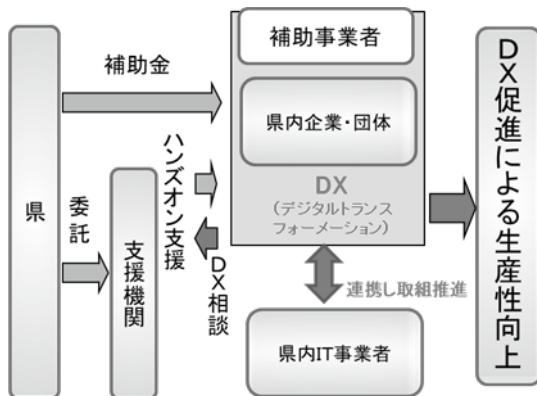 県
補助金
委託
支援機関
ハンズオン支援
DX相談
補助事業者
県内企業・団体
DX
(デジタルトランス
フォーメーション)
連携し取組推進
県内IT事業者
DX促進による生産性向上